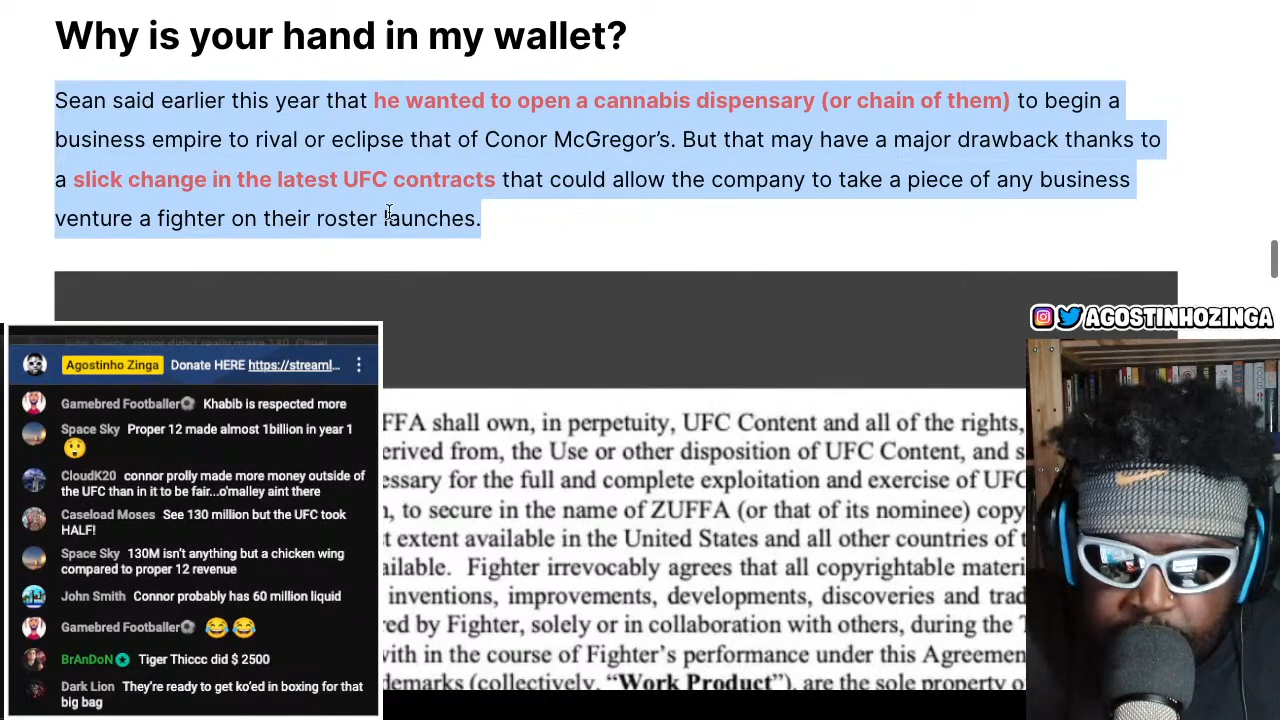 Why is your hand in my wallet?
Sean said earlier this year that he wanted to open a cannabis dispensary (or chain of them) to begin a
business empire to rival or eclipse that of Conor McGregor's. But that may have a major drawback thanks to
a slick change in the latest UFC contracts that could allow the company to take a piece of any business
venture a fighter on their roster launches.
AGOSTINHOZINGA
Agostinho Zinga Donate HERE https://streaml...
Gamebred Footballer Khabib is respected more
Space Sky Proper 12 made almost 1billion in year 1
CloudK20 connor prolly made more money outside of
the UFC than in it to be fair...o'malley aint there
Caseload Moses See 130 million but the UFC took
HALF!
Space Sky 130M isn't anything but a chicken wing
compared to proper 12 revenue
John Smith Connor probably has 60 million liquid
Gamebred Footballer
BrAnDoN Tiger Thiccc did $ 2500
Dark Lion They're ready to get ko'ed in boxing for that
big bag
FFA shall own, in perpetuity, UFC Content and all of the rights,
erived from, the Use or other disposition of UFC Content, and s
essary for the full and complete exploitation and exercise of UFC
, to secure in the name of ZUFFA (or that of its nominee) copy
t extent available in the United States and all other countries of t
ailable. Fighter irrevocably agrees that all copyrightable materi
inventions, improvements, developments, discoveries and trad
red by Fighter, solely or in collaboration with others, during the T
with in the course of Fighter's performance under this Agreemen
demarks (collectively, "Work Product"), are the sole property o